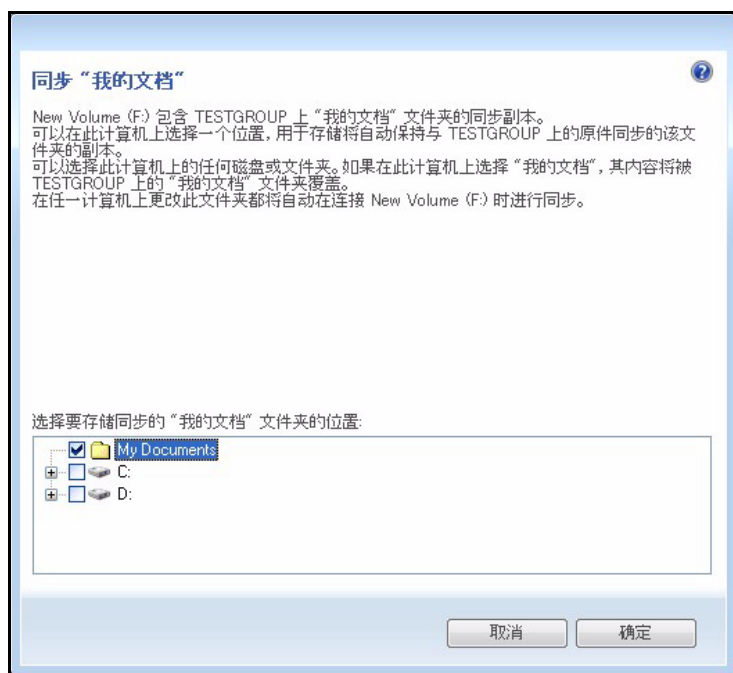 同步 “我的文档“
New Volume (F:) 包含 TESTGROUP 上 “我的文档“ 文件夹的同步副本。
可以在此计算机上选择一个位置, 用于存储将自动保持与 TESTGROUP 上的原件同步的该文
件夹的副本。
可以选择此计算机上的任何磁盘或文件夹。如果在此计算机上选择 “我的文档“, 其内容将被
TESTGROUP 上的 “我的文档“ 文件夹覆盖。
在任一计算机上更改此文件夹都将自动在连接 New Volume (F:) 时进行同步。
选择要存储同步的 “我的文档“ 文件夹的位置:
My Documents
C:
D:
取消 确定